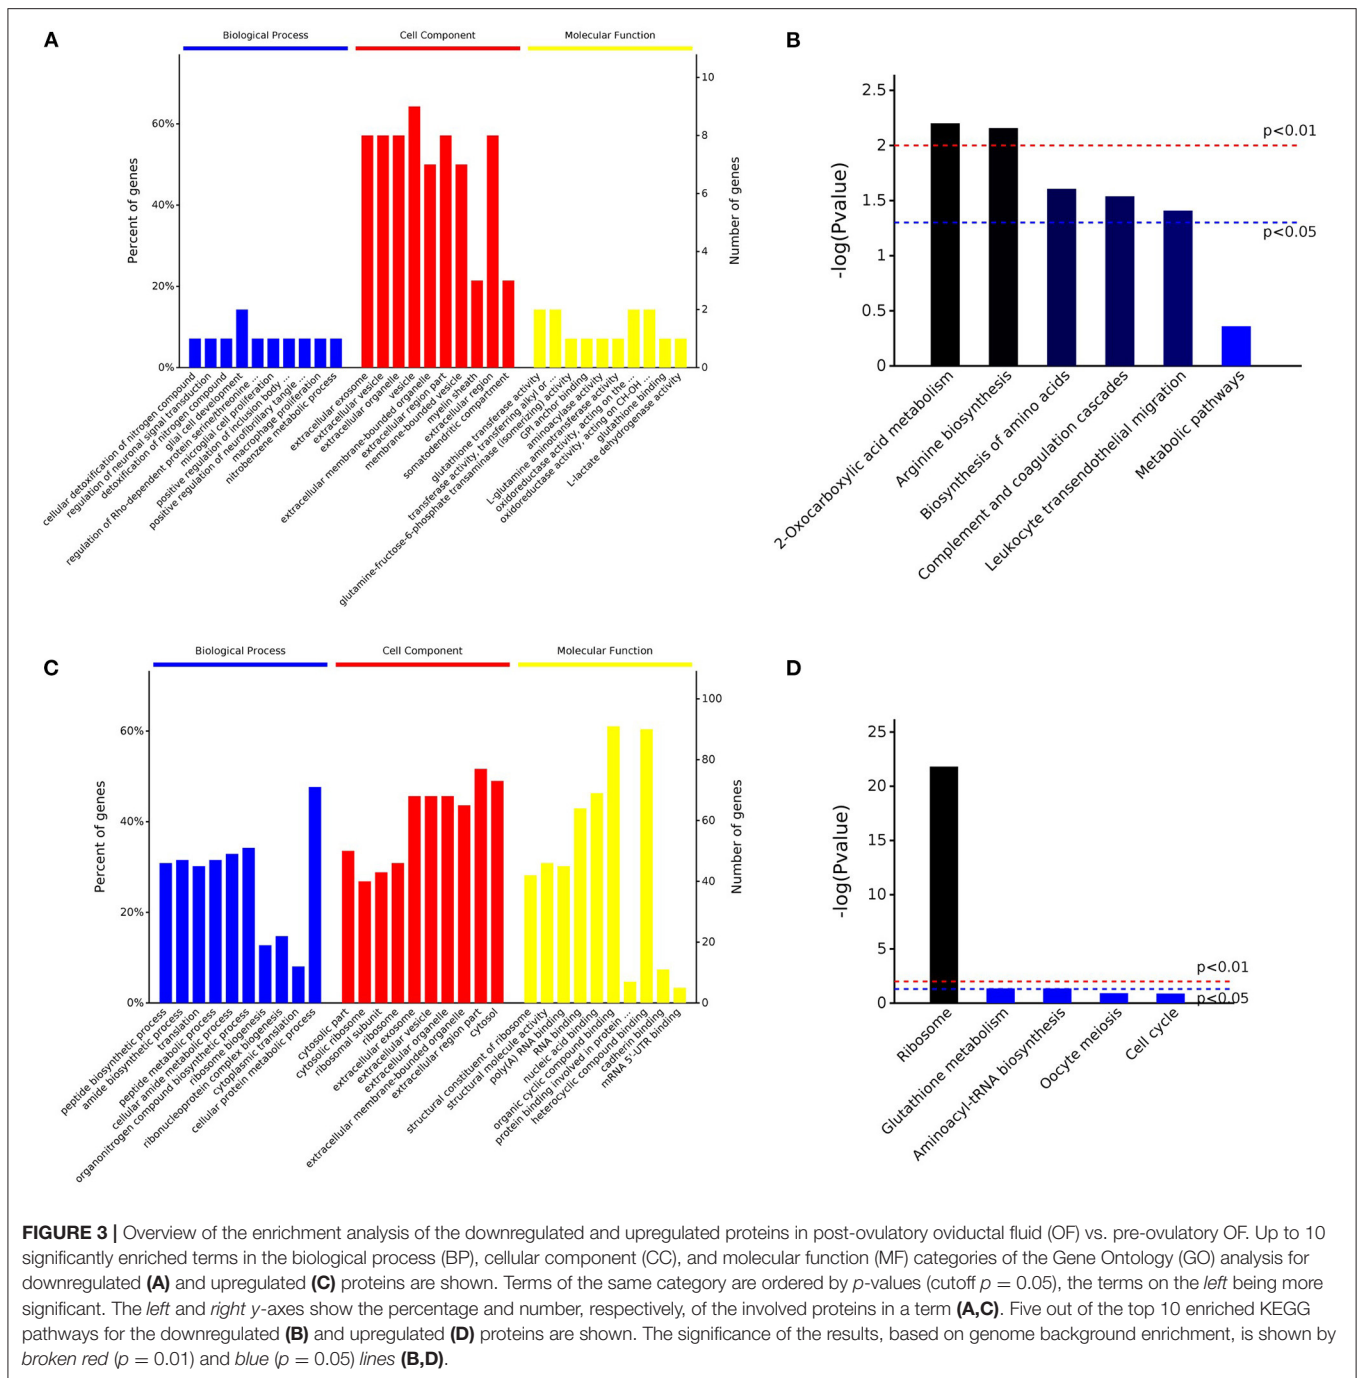 A
Biological Process
Cell Component
Molecular Function
Percent of genes
60%
40%
20%
0%
10
8
6
4
2
0
Number of genes
cellular detoxification of nitrogen compound
regulation of neuronal signal transduction
detoxification of nitrogen compound
glial cell development
regulation of Rho-dependent protein serine/threonine ...
microglial cell proliferation
positive regulation of inclusion body ...
positive regulation of neurofibrillary tangle ...
macrophage proliferation
nitrobenzene metabolic process
extracellular exosome
extracellular vesicle
extracellular organelle
vesicle
extracellular membrane-bounded organelle
extracellular region part
membrane-bounded vesicle
myelin sheath
extracellular region
somatodendritic compartment
glutathione transferase activity
transferase activity, transferring alkyl or ...
glutamine-fructose-6-phosphate transaminase (isomerizing) activity
GPI anchor binding
aminoacylase activity
L-glutamine aminotransferase activity
oxidoreductase activity, acting on the ...
oxidoreductase activity, acting on CH-OH ...
glutathione binding
L-lactate dehydrogenase activity
B
-log(Pvalue)
2.5
2
1.5
1
0.5
0
p<0.01
p<0.05
2-Oxocarboxylic acid metabolism
Arginine biosynthesis
Biosynthesis of amino acids
Complement and coagulation cascades
Leukocyte transendothelial migration
Metabolic pathways
C
Biological Process
Cell Component
Molecular Function
Percent of genes
60%
40%
20%
0%
100
80
60
40
20
0
Number of genes
peptide biosynthetic process
amide biosynthetic process
translation
peptide metabolic process
cellular amide metabolic process
organonitrogen compound biosynthetic process
ribosome biogenesis
ribonucleoprotein complex biogenesis
cytoplasmic translation
cellular protein metabolic process
cytosolic part
cytosolic ribosome
ribosomal subunit
ribosome
extracellular exosome
extracellular vesicle
extracellular organelle
extracellular membrane-bounded organelle
extracellular region part
cytosol
structural constituent of ribosome
structural molecule activity
poly(A) RNA binding
RNA binding
nucleic acid binding
organic cyclic compound binding
protein binding involved in protein ...
heterocyclic compound binding
cadherin binding
mRNA 5'-UTR binding
D
-log(Pvalue)
25
20
15
10
5
0
p<0.01
p<0.05
Ribosome
Glutathione metabolism
Aminoacyl-tRNA biosynthesis
Oocyte meiosis
Cell cycle
FIGURE 3 | Overview of the enrichment analysis of the downregulated and upregulated proteins in post-ovulatory oviductal fluid (OF) vs. pre-ovulatory OF. Up to 10
significantly enriched terms in the biological process (BP), cellular component (CC), and molecular function (MF) categories of the Gene Ontology (GO) analysis for
downregulated (A) and upregulated (C) proteins are shown. Terms of the same category are ordered by p-values (cutoff p = 0.05), the terms on the left being more
significant. The left and right y-axes show the percentage and number, respectively, of the involved proteins in a term (A,C). Five out of the top 10 enriched KEGG
pathways for the downregulated (B) and upregulated (D) proteins are shown. The significance of the results, based on genome background enrichment, is shown by
broken red (p = 0.01) and blue (p = 0.05) lines (B,D).